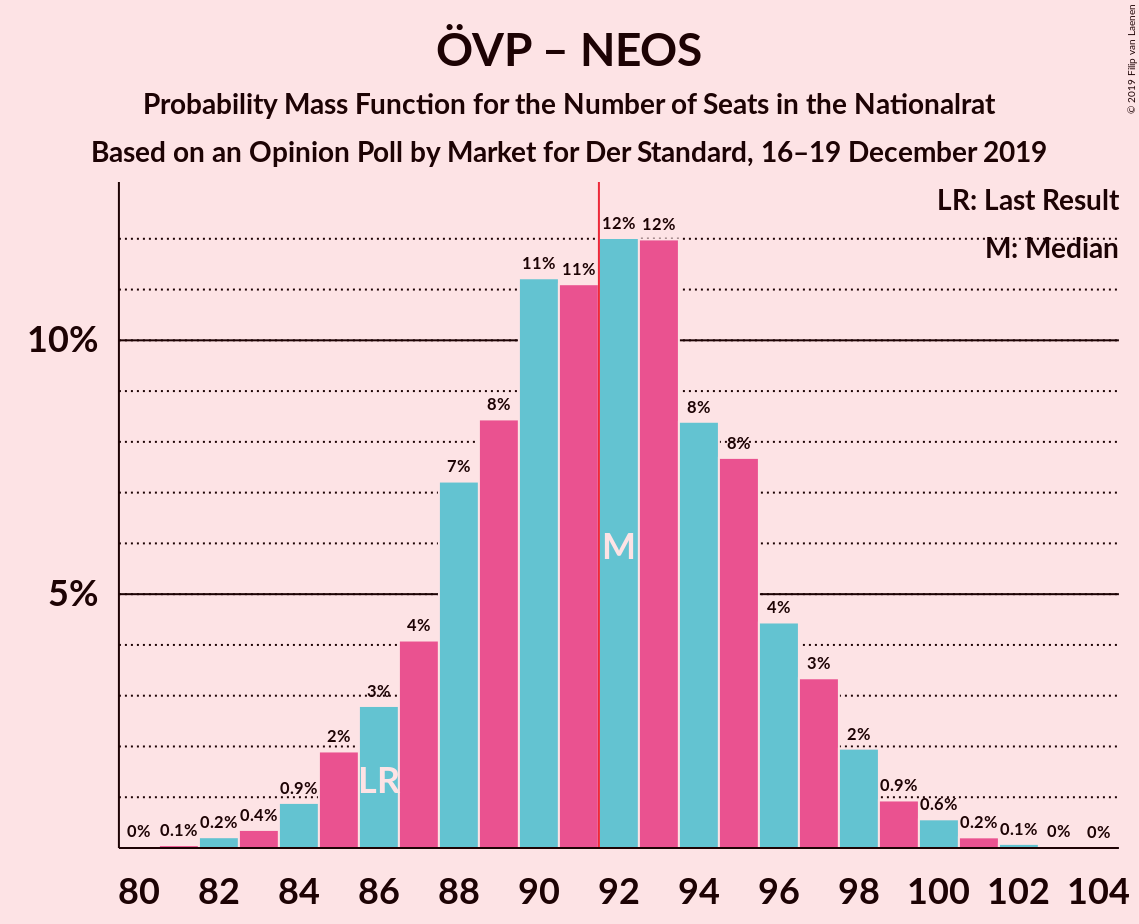 © 2019 Filip van Laenen
ÖVP – NEOS
Probability Mass Function for the Number of Seats in the Nationalrat
Based on an Opinion Poll by Market for Der Standard, 16–19 December 2019
LR: Last Result
M: Median
10%
5%
0% 0.1% 0.2% 0.4% 0.9% 2% 3% 4% 7% 8% 11% 11% 12% 12% 8% 8% 4% 3% 2% 0.9% 0.6% 0.2% 0.1% 0% 0%
LR
M
80 82 84 86 88 90 92 94 96 98 100 102 104